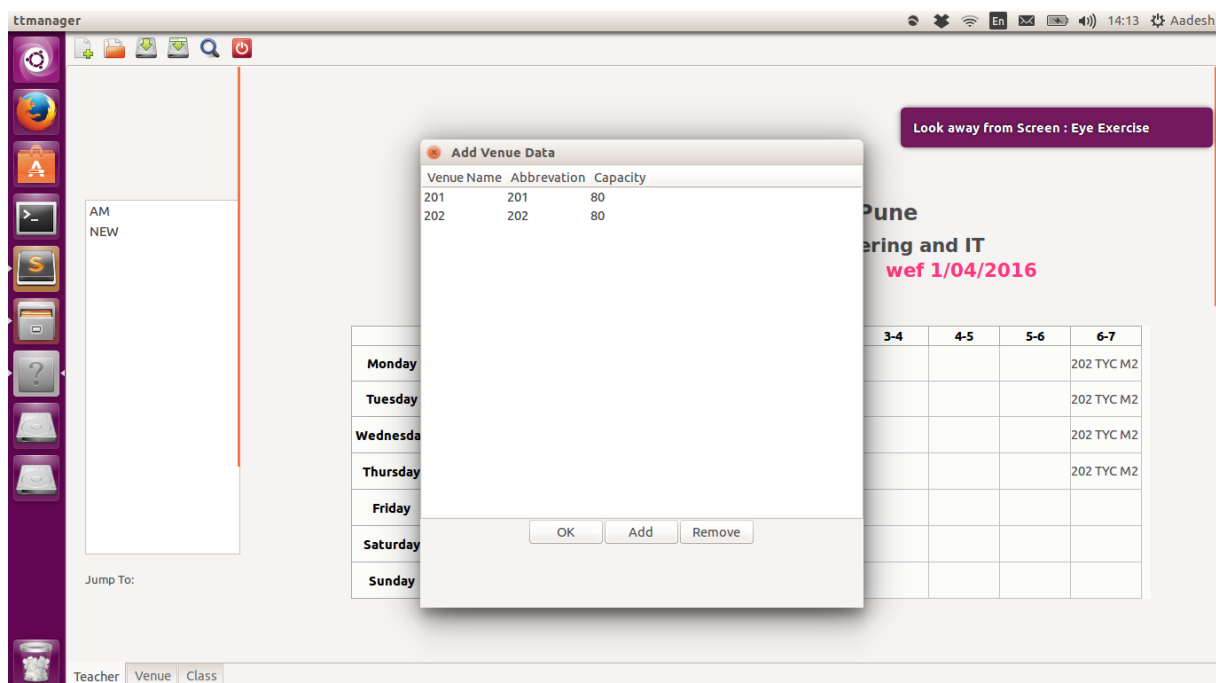 ttmanager En 14:13 Aadesh
Look away from Screen : Eye Exercise
Add Venue Data
Venue Name Abbrevation Capacity
201 201 80
202 202 80
OK Add Remove
AM
NEW
Jump To:
Pune
ering and IT
wef 1/04/2016
3-4 4-5 5-6 6-7
Monday 202 TYC M2
Tuesday 202 TYC M2
Wednesda 202 TYC M2
Thursday 202 TYC M2
Friday
Saturday
Sunday
Teacher Venue Class